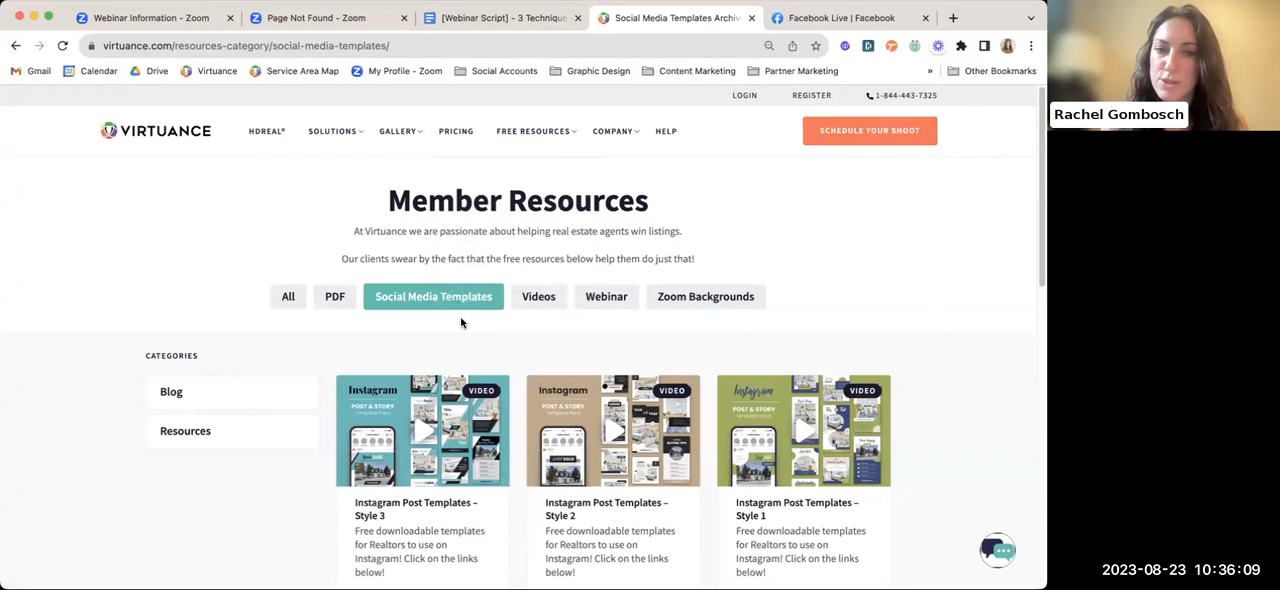 Webinar Information - Zoom
Page Not Found - Zoom
[Webinar Script] - 3 Technique
Social Media Templates Archiv
Facebook Live | Facebook
virtuance.com/resources-category/social-media-templates/
Gmail
Calendar
Drive
Virtuance
Service Area Map
My Profile - Zoom
Social Accounts
Graphic Design
Content Marketing
Partner Marketing
»
Other Bookmarks
Rachel Gombosch
LOGIN
REGISTER
1-844-443-7325
VIRTUANCE
HDREAL®
SOLUTIONS
GALLERY
PRICING
FREE RESOURCES
COMPANY
HELP
SCHEDULE YOUR SHOOT
Member Resources
At Virtuance we are passionate about helping real estate agents win listings.
Our clients swear by the fact that the free resources below help them do just that!
All
PDF
Social Media Templates
Videos
Webinar
Zoom Backgrounds
CATEGORIES
Blog
Resources
Instagram
POST & STORY
VIDEO
Instagram Post Templates –
Style 3
Free downloadable templates
for Realtors to use on
Instagram! Click on the links
below!
Instagram
POST & STORY
VIDEO
Instagram Post Templates –
Style 2
Free downloadable templates
for Realtors to use on
Instagram! Click on the links
below!
Instagram
POST & STORY
VIDEO
Instagram Post Templates –
Style 1
Free downloadable templates
for Realtors to use on
Instagram! Click on the links
below!
2023-08-23 10:36:09